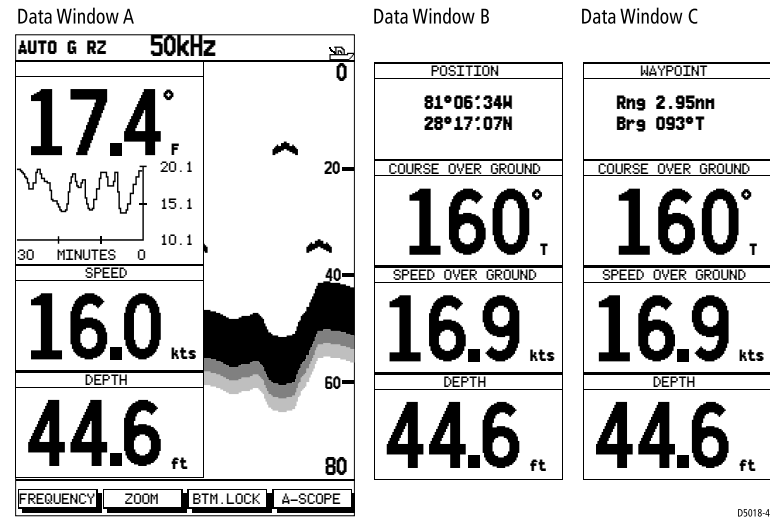 Data Window A
AUTO G RZ 50kHz
17.4° F
20.1
15.1
10.1
30 MINUTES 0
SPEED
16.0 kts
DEPTH
44.6 ft
0
20
40
60
80
FREQUENCY ZOOM BTM.LOCK A-SCOPE
Data Window B
POSITION
81°06'.34W
28°17'.07N
COURSE OVER GROUND
160° T
SPEED OVER GROUND
16.9 kts
DEPTH
44.6 ft
Data Window C
WAYPOINT
Rng 2.95nm
Brg 093°T
COURSE OVER GROUND
160° T
SPEED OVER GROUND
16.9 kts
DEPTH
44.6 ft
D5018-4